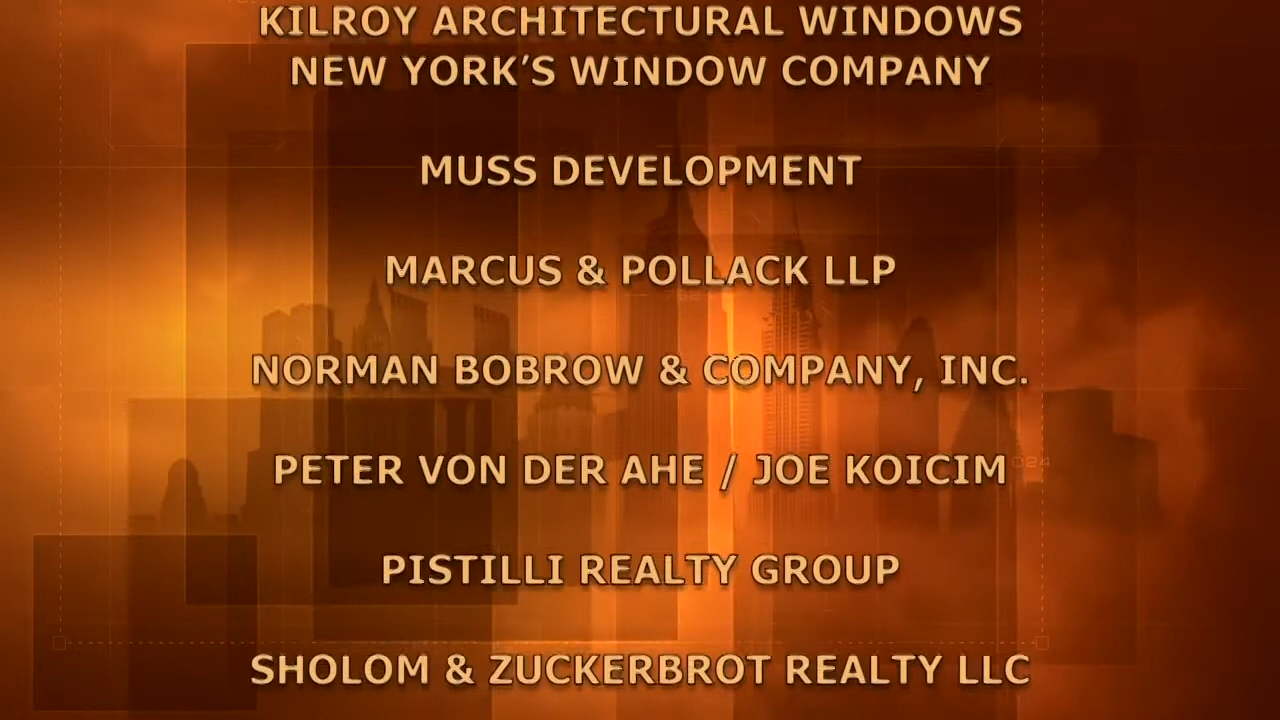 KILROY ARCHITECTURAL WINDOWS
NEW YORK'S WINDOW COMPANY
MUSS DEVELOPMENT
MARCUS & POLLACK LLP
NORMAN BOBROW & COMPANY, INC.
PETER VON DER AHE / JOE KOICIM
024
PISTILLI REALTY GROUP
SHOLOM & ZUCKERBROT REALTY LLC